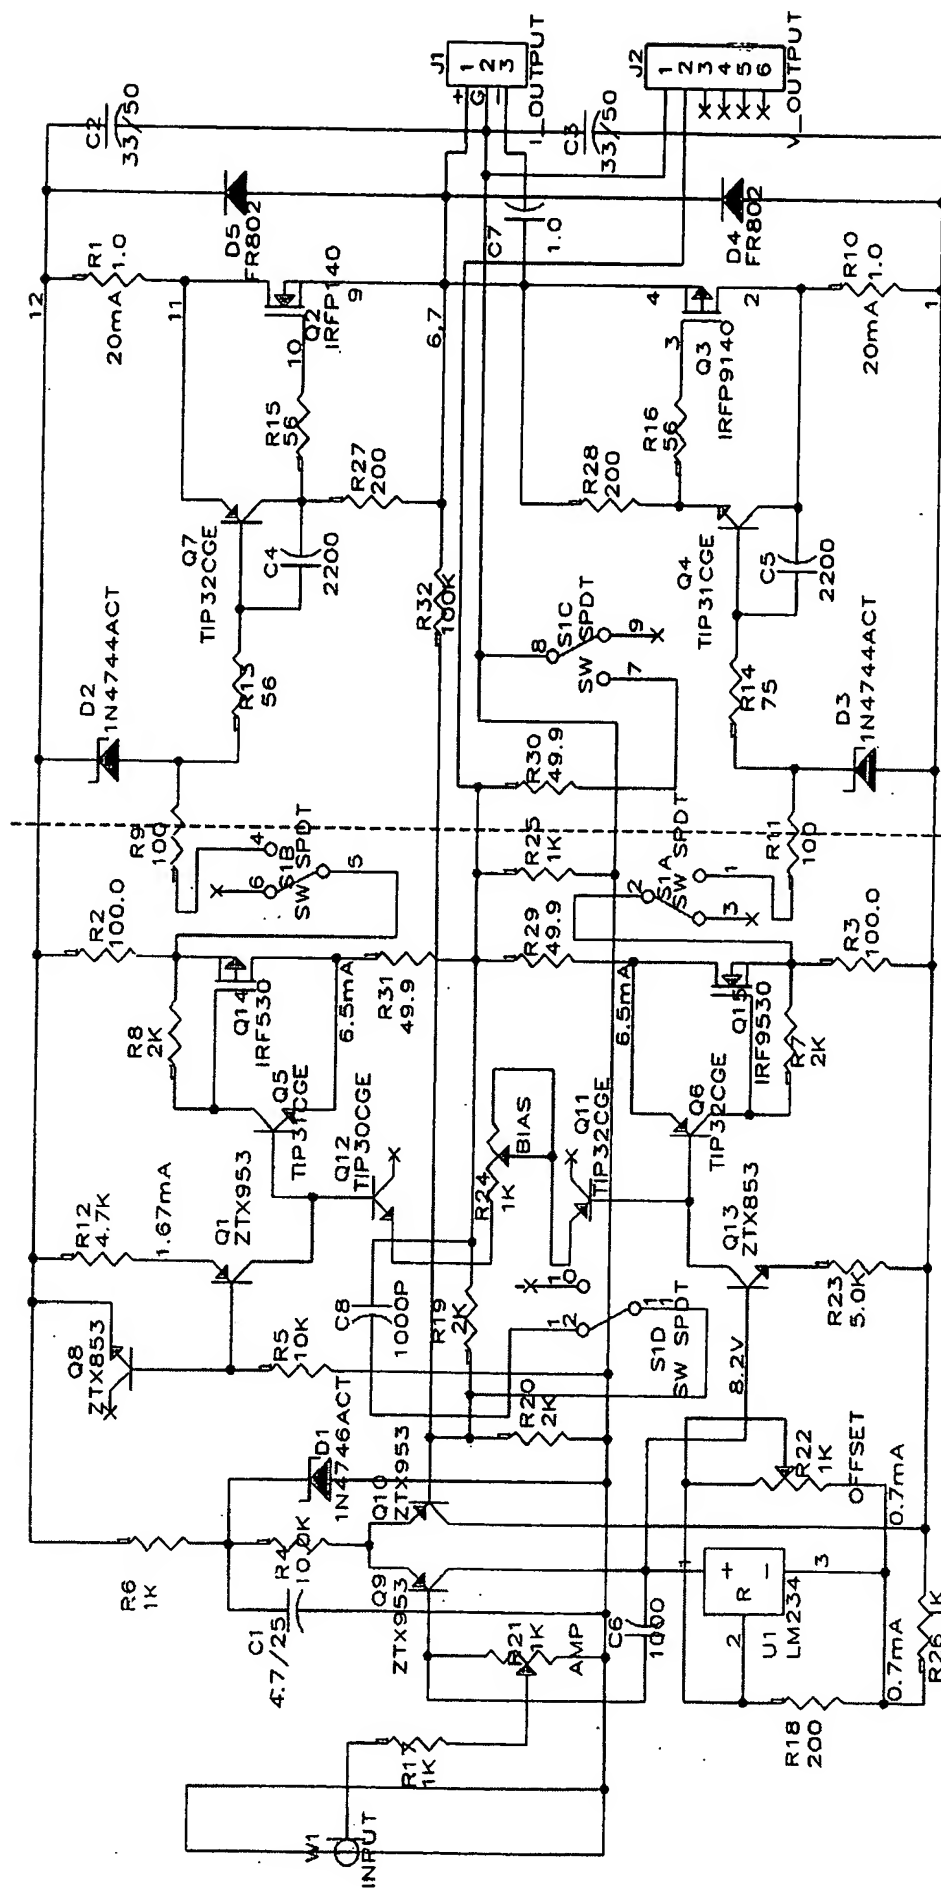 W1
INPUT
R17
1K
R21
1K
AMP
C1
4.7/25
R6
1K
R4
10.0K
D1
1N4746ACT
Q9
ZTX953
Q10
ZTX953
C6
1000
U1
LM234
+
R
−
1
2
3
R18
200
R26 1K
0.7mA
0.7mA
R22
1K
OFFSET
8.2V
Q8
ZTX853
R5
10K
R12
4.7K
1.67mA
Q1
ZTX953
C8
1000P
R19
2K
R20
2K
S1D
SW SPDT
12
10
11
Q13
ZTX853
R23
5.0K
Q12
TIP30CGE
R24
1K
BIAS
Q11
TIP32CGE
Q5
TIP31CGE
Q6
TIP32CGE
R8
2K
Q14
IRF530
R2
100.0
6.5mA
R31
49.9
R29
49.9
6.5mA
Q15
IRF9530
R7
2K
R3
100.0
R9
100
S1B
SW SPDT
4
5
6
R25
1K
R30
49.9
S1A
SW SPDT
1
2
3
R11
100
D2
1N4744ACT
R13
56
D3
1N4744ACT
R14
75
S1C
SW SPDT
7
8
9
Q7
TIP32CGE
C4
2200
R27
200
R32
100K
R28
200
Q4
TIP31CGE
C5
2200
R15
56
R16
56
12
R1
1.0
20mA
11
Q2
IRFP140
10
9
6,7
Q3
IRFP9140
3
4
2
R10
1.0
20mA
1
D5
FR802
D4
FR802
C7
1.0
C2
33/50
C3
33/50
J1
1
2
3
+
G
−
I_OUTPUT
J2
1
2
3
4
5
6
V_OUTPUT